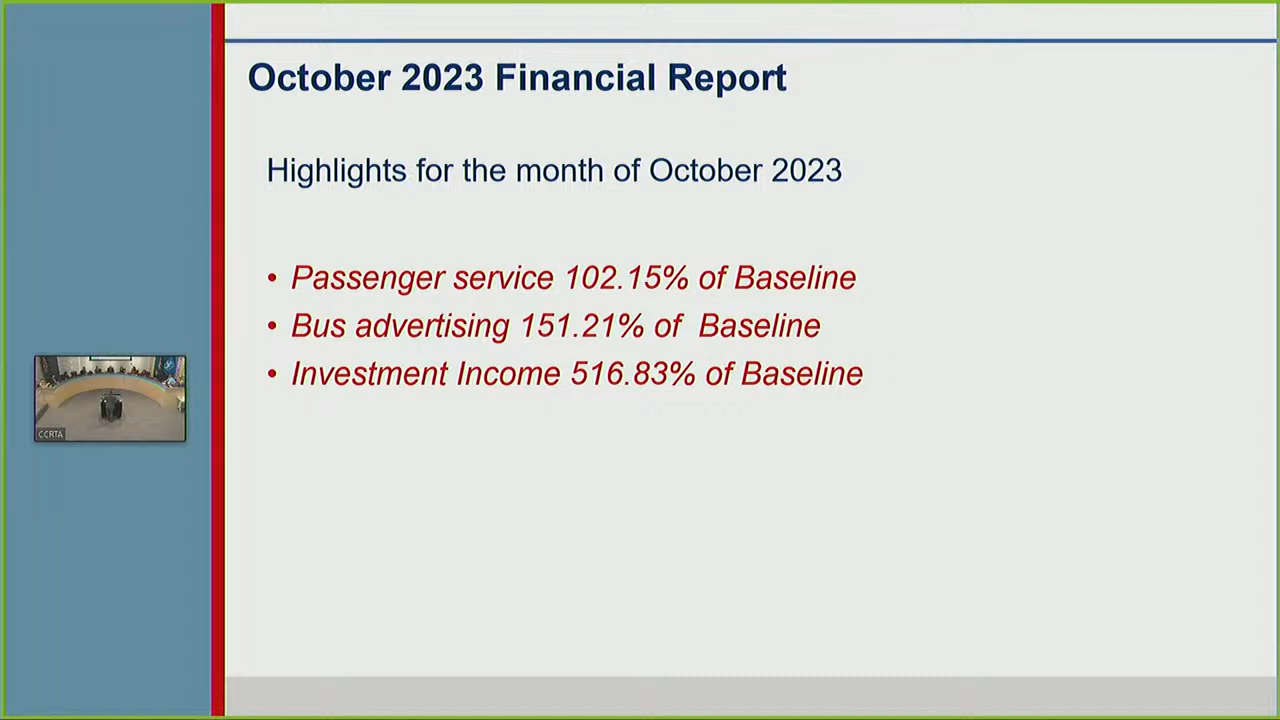 October 2023 Financial Report
Highlights for the month of October 2023
• Passenger service 102.15% of Baseline
• Bus advertising 151.21% of Baseline
• Investment Income 516.83% of Baseline
CCRTA